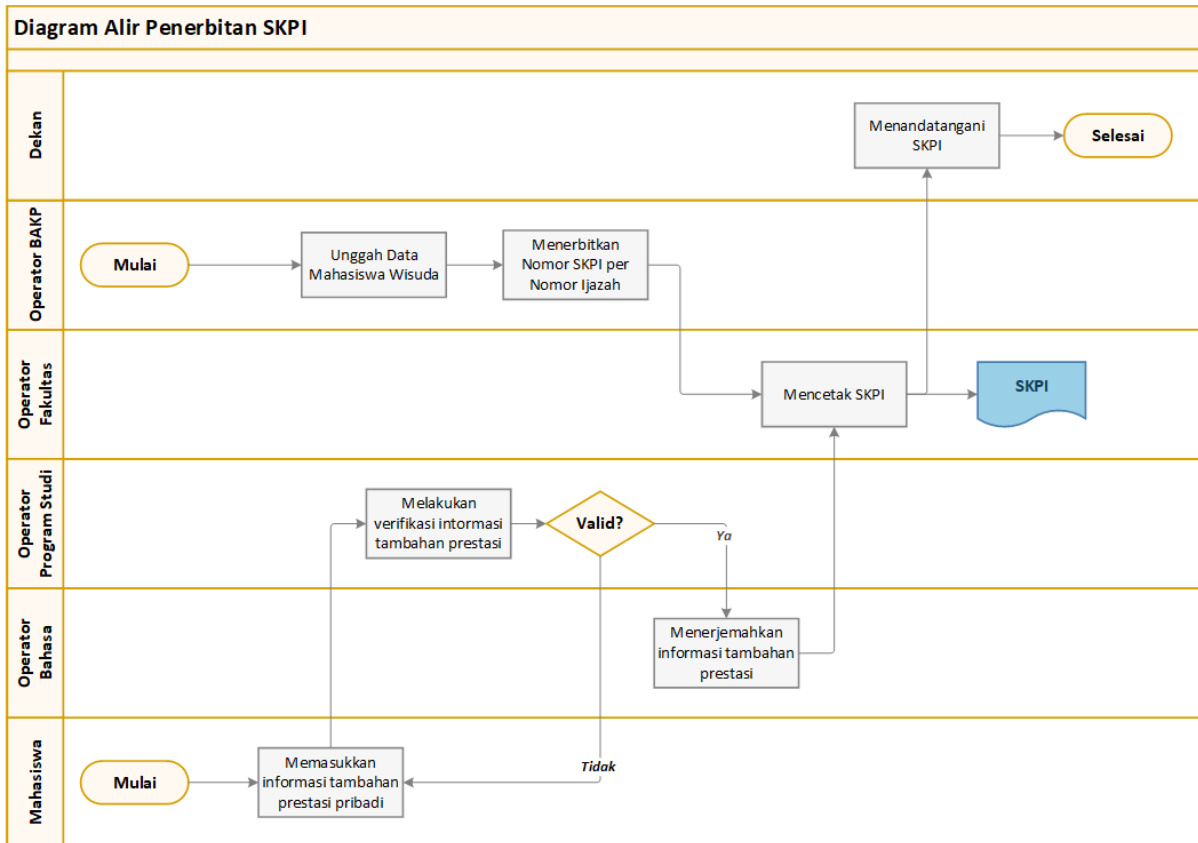 Diagram Alir Penerbitan SKPI
Dekan
Menandatangani
SKPI
Selesai
Operator BAKP
Mulai
Unggah Data
Mahasiswa Wisuda
Menerbitkan
Nomor SKPI per
Nomor Ijazah
Operator
Fakultas
Mencetak SKPI
SKPI
Operator
Program Studi
Melakukan
verifikasi intormasi
tambahan prestasi
Valid?
Ya
Operator
Bahasa
Menerjemahkan
informasi tambahan
prestasi
Mahasiswa
Mulai
Memasukkan
informasi tambahan
prestasi pribadi
Tidak